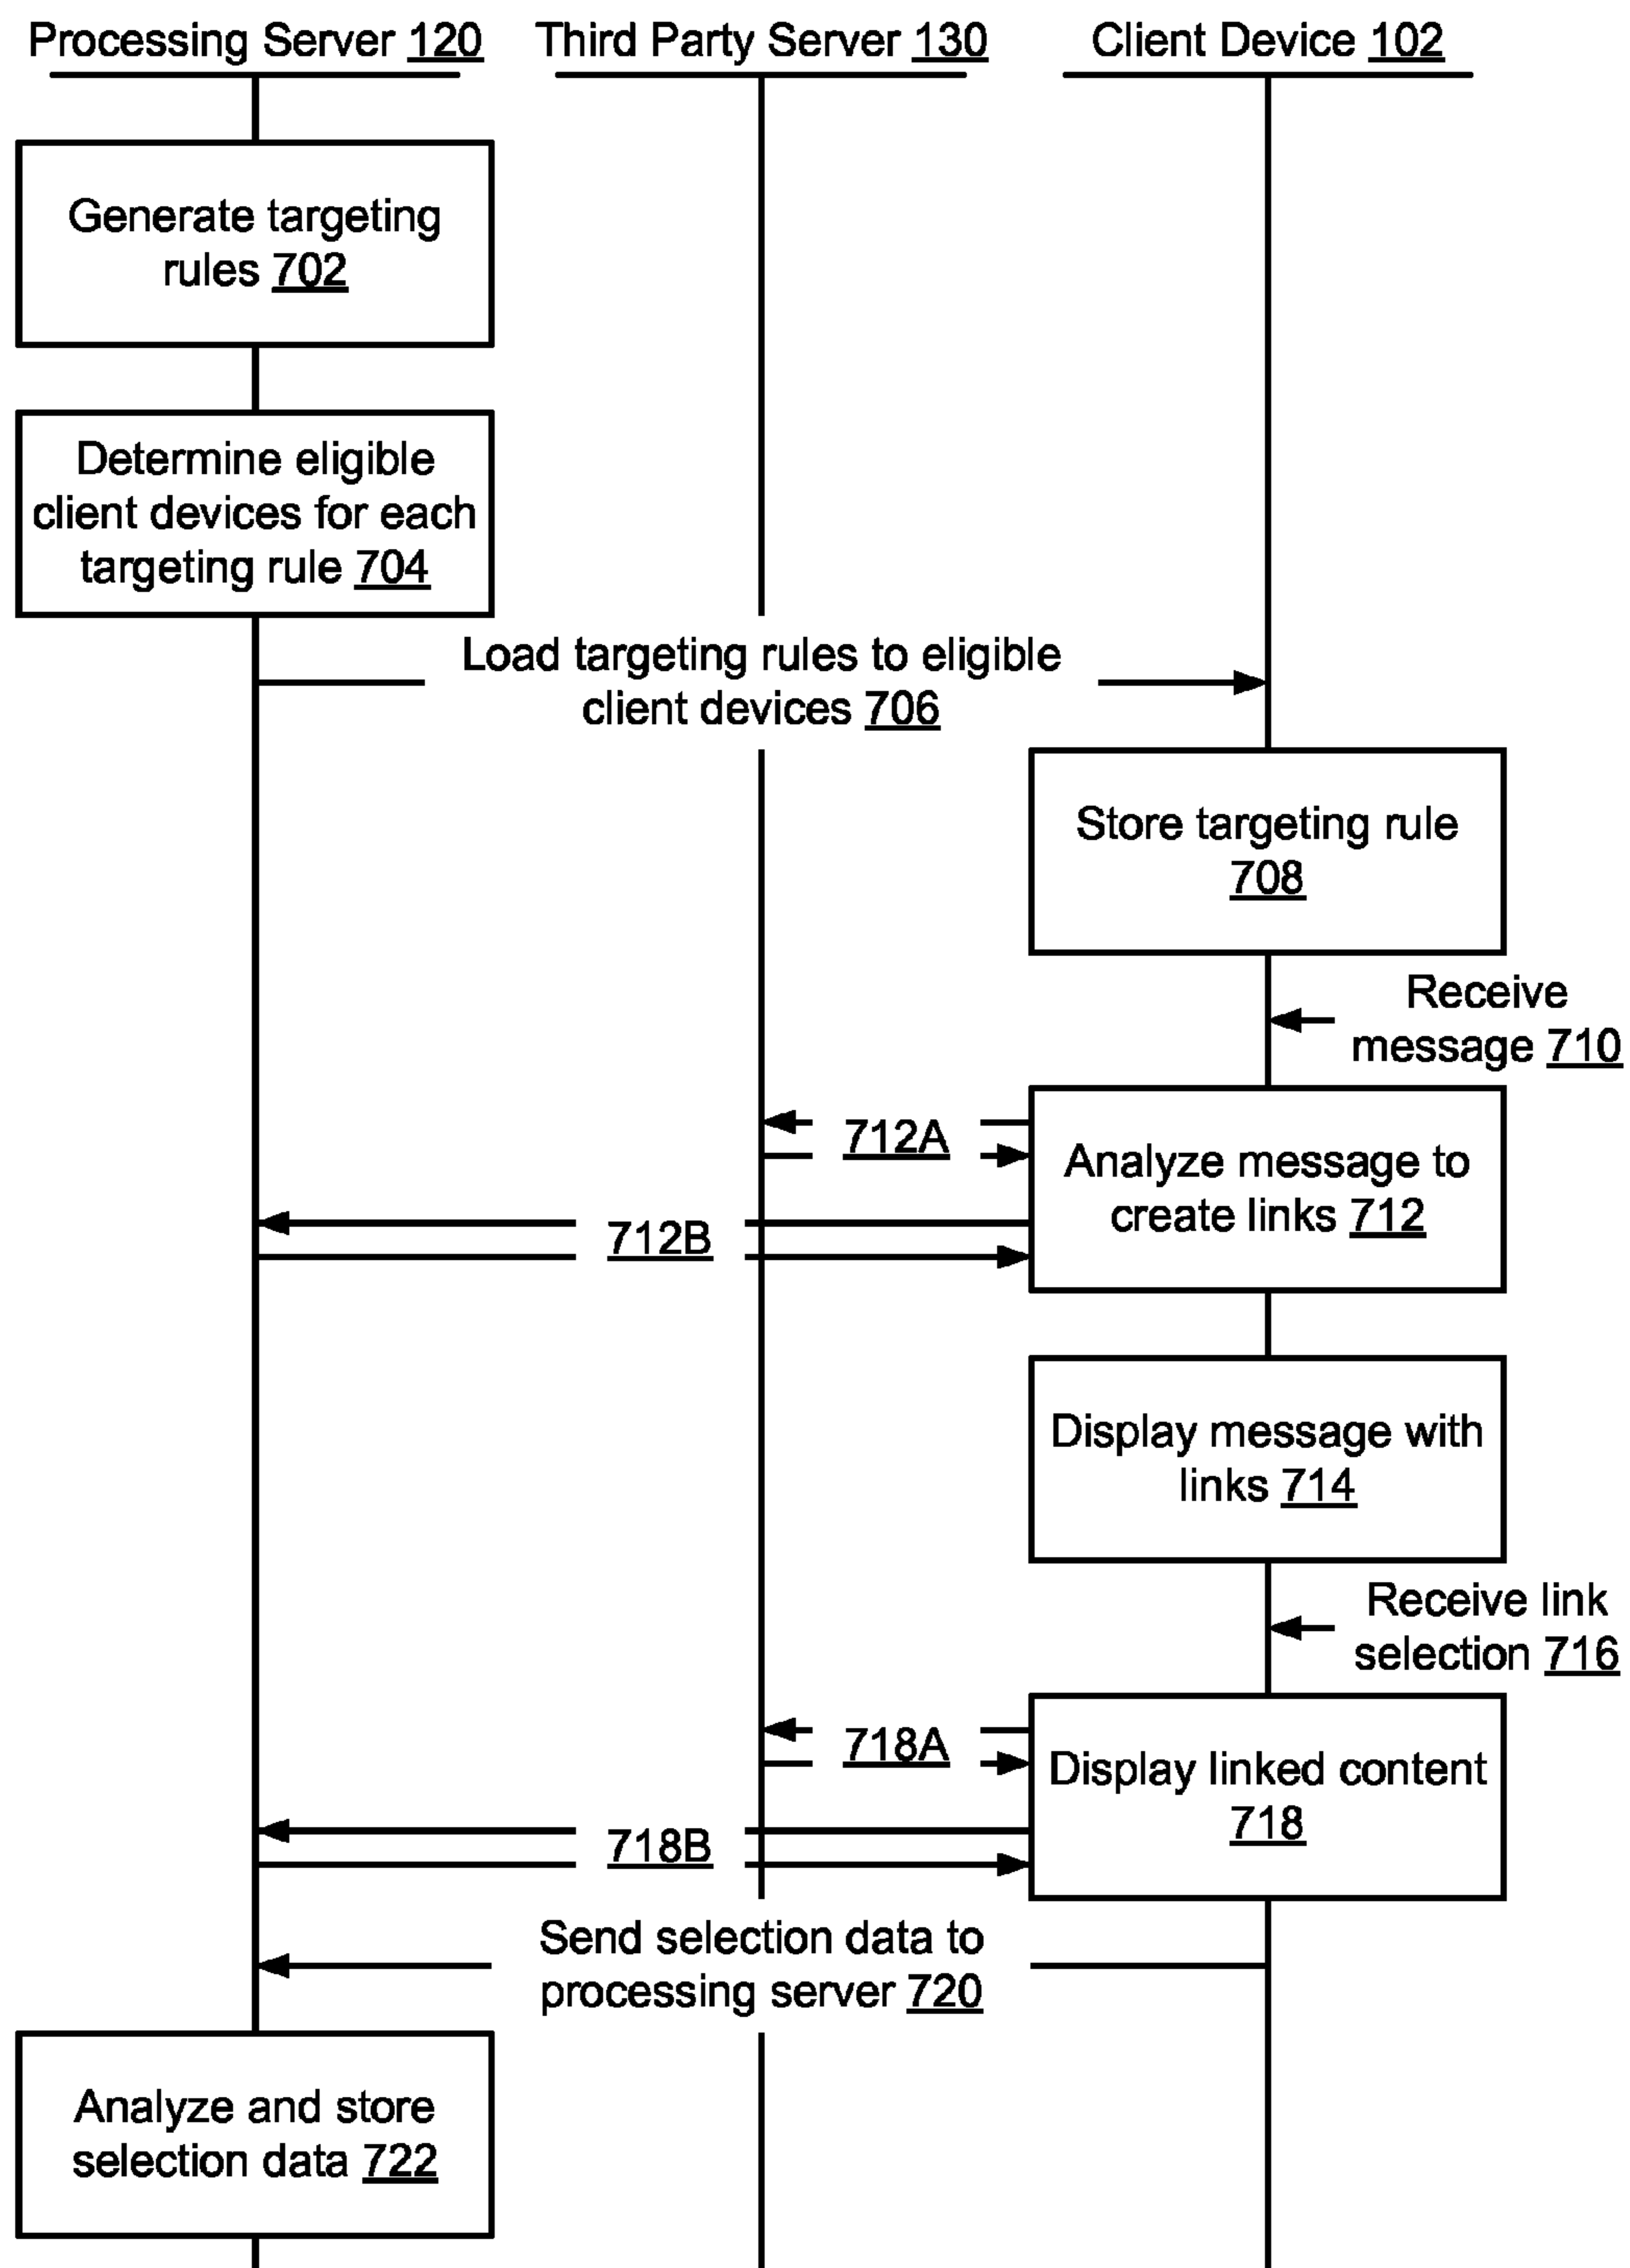 Processing Server 120
Third Party Server 130
Client Device 102
Generate targeting
rules 702
Determine eligible
client devices for each
targeting rule 704
Load targeting rules to eligible
client devices 706
Store targeting rule
708
Receive
message 710
712A
Analyze message to
create links 712
712B
Display message with
links 714
Receive link
selection 716
718A
Display linked content
718
718B
Send selection data to
processing server 720
Analyze and store
selection data 722